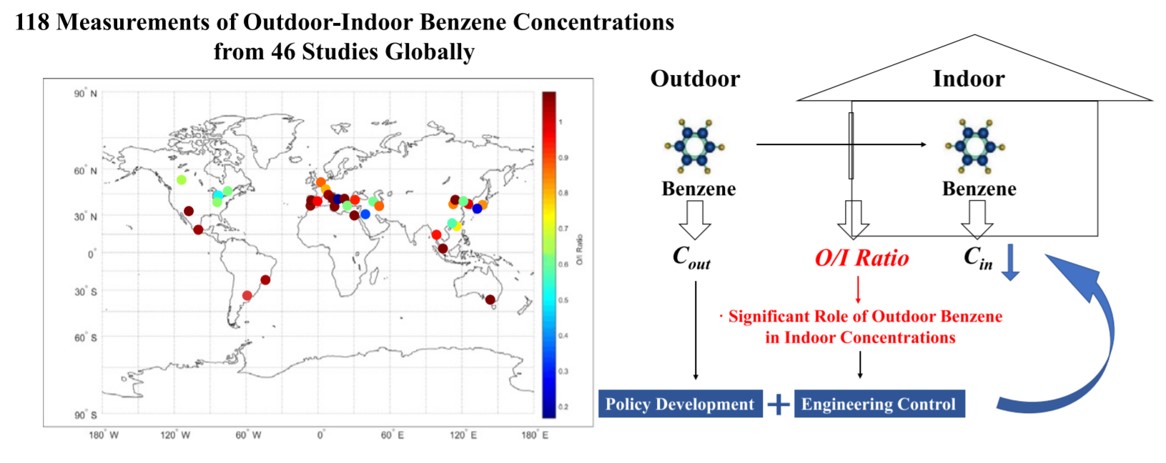 118 Measurements of Outdoor-Indoor Benzene Concentrations
from 46 Studies Globally
90° N
60° N
30° N
0°
30° S
60° S
90° S
180° W
120° W
60° W
0°
60° E
120° E
180° E
1
0.9
0.8
0.7
0.6
0.5
0.4
0.3
0.2
O/I Ratio
Outdoor
Indoor
Benzene
Benzene
Cout
O/I Ratio
Cin
· Significant Role of Outdoor Benzene
in Indoor Concentrations
Policy Development
+
Engineering Control